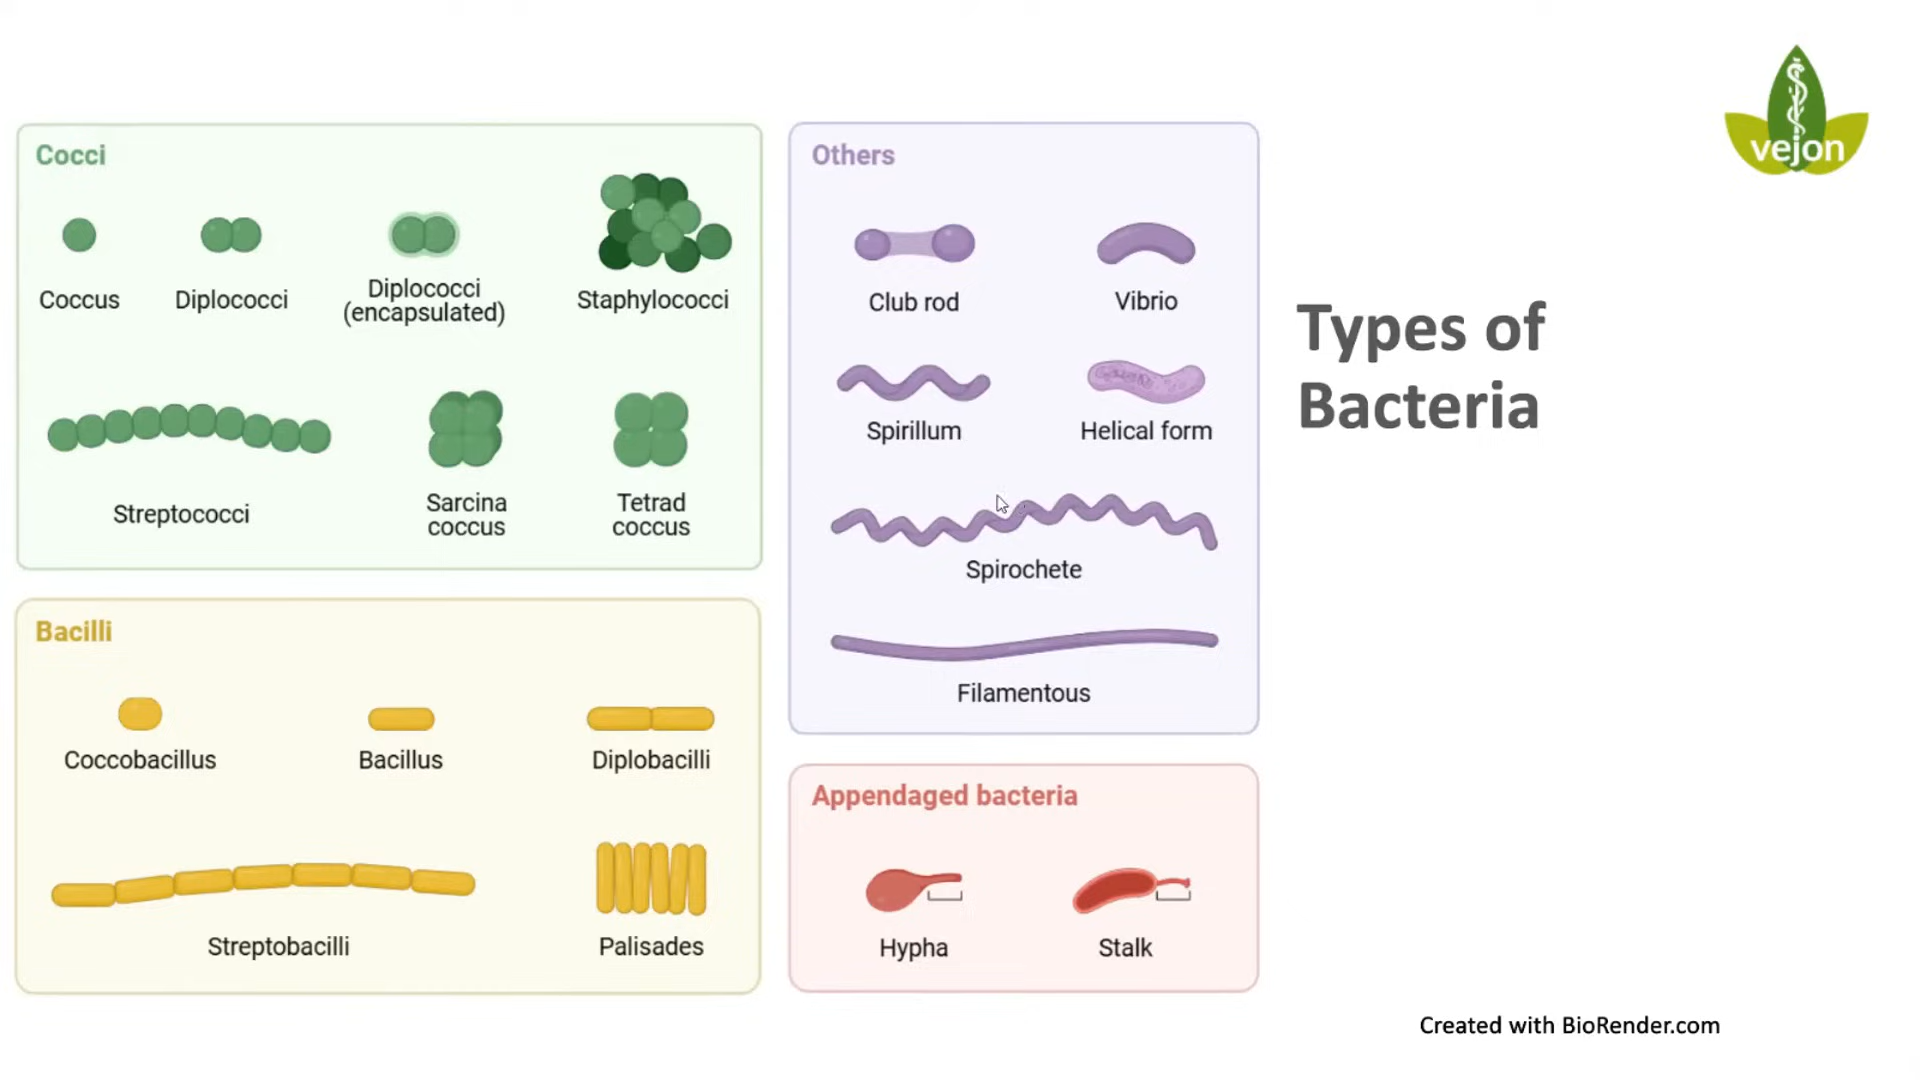 Cocci
Coccus
Diplococci
Diplococci
(encapsulated)
Staphylococci
Streptococci
Sarcina
coccus
Tetrad
coccus
Bacilli
Coccobacillus
Bacillus
Diplobacilli
Streptobacilli
Palisades
Others
Club rod
Vibrio
Spirillum
Helical form
Spirochete
Filamentous
Appendaged bacteria
Hypha
Stalk
vejon
Types of
Bacteria
Created with BioRender.com